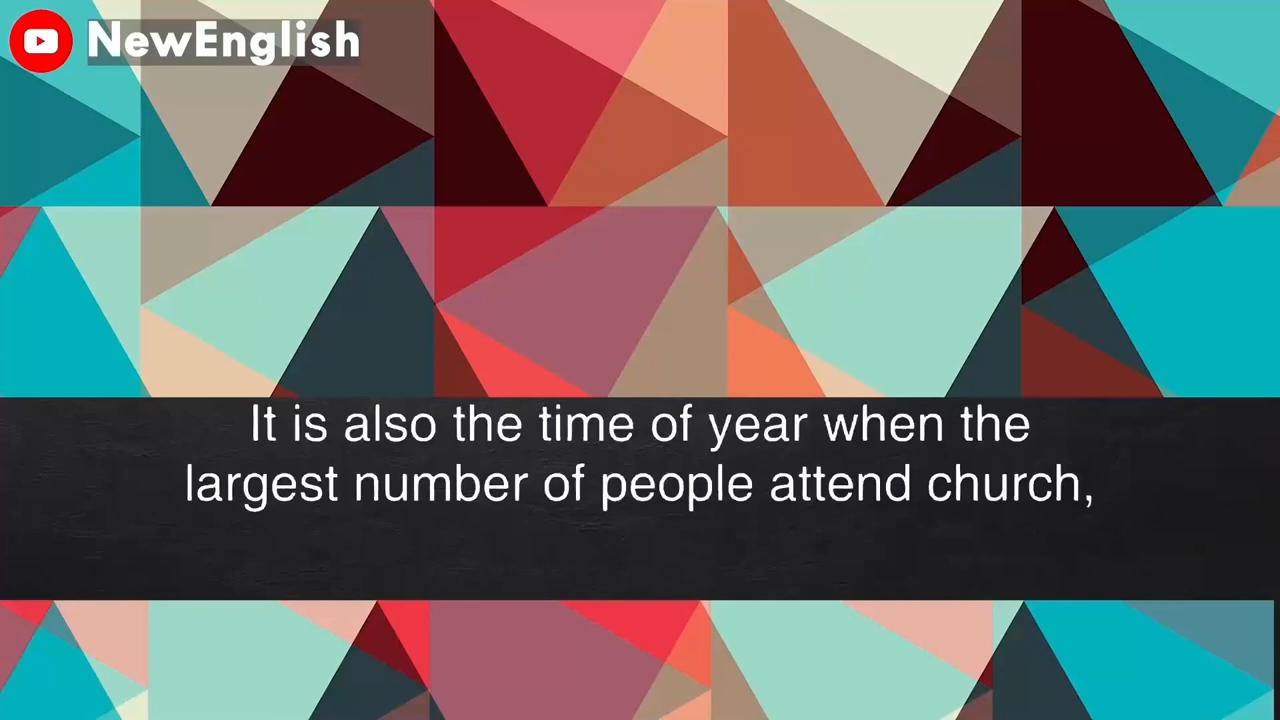 NewEnglish
It is also the time of year when the
largest number of people attend church,